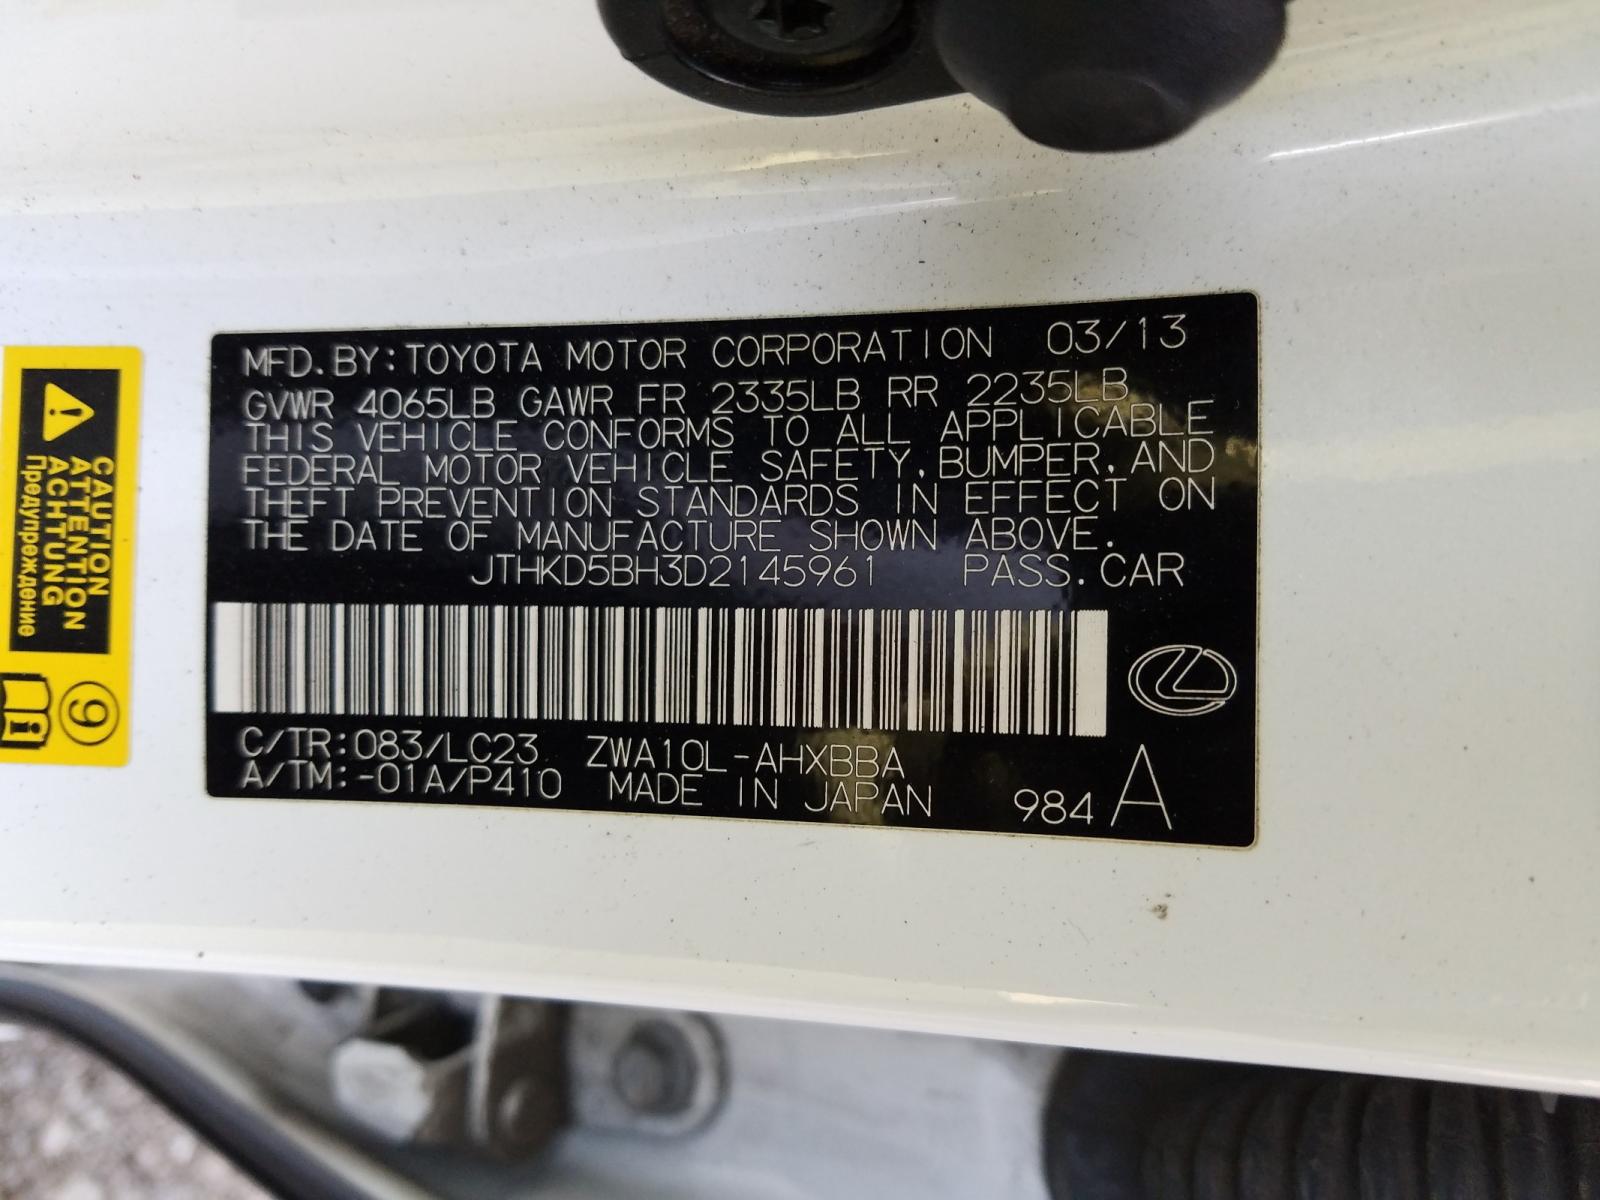 MFD.BY:TOYOTA MOTOR CORPORATION 03/13
GVWR 4065LB GAWR FR 2335LB RR 2235LB
THIS VEHICLE CONFORMS TO ALL APPLICABLE
FEDERAL MOTOR VEHICLE SAFETY,BUMPER,AND
THEFT PREVENTION STANDARDS IN EFFECT ON
THE DATE OF MANUFACTURE SHOWN ABOVE.
JTHKD5BH3D2145961 PASS.CAR
C/TR:083/LC23 ZWA10L-AHXBBA
A/TM:-01A/P410 MADE IN JAPAN 984 A
CAUTION
ATTENTION
ACHTUNG
Предупреждение
9